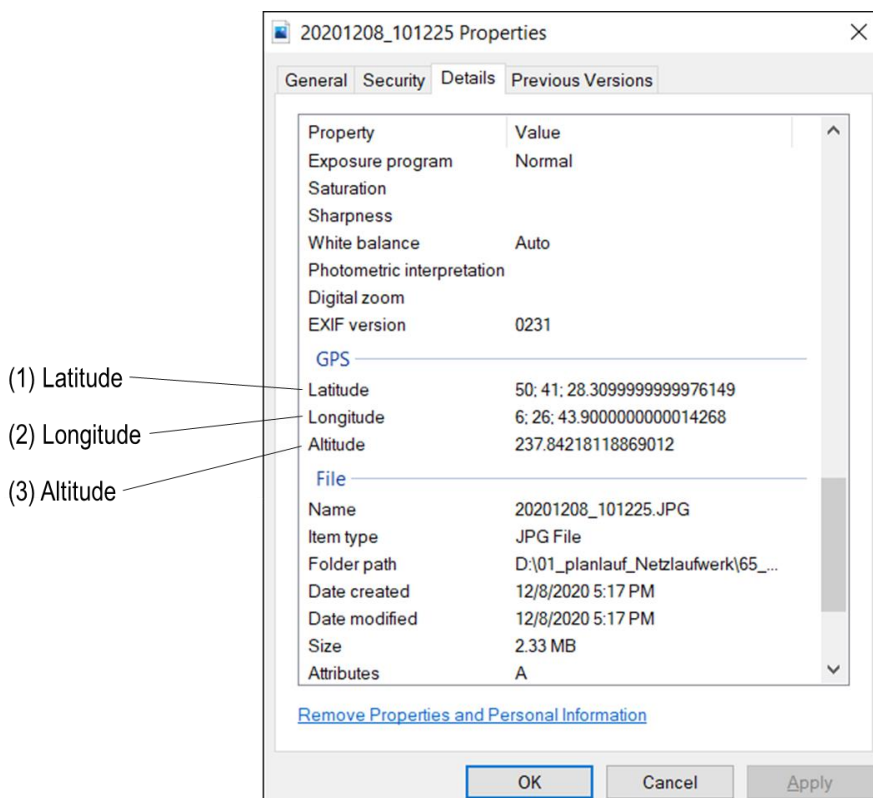 20201208_101225 Properties
General Security Details Previous Versions
Property Value
Exposure program Normal
Saturation
Sharpness
White balance Auto
Photometric interpretation
Digital zoom
EXIF version 0231
GPS
(1) Latitude
Latitude 50; 41; 28.3099999999976149
(2) Longitude
Longitude 6; 26; 43.9000000000014268
(3) Altitude
Altitude 237.84218118869012
File
Name 20201208_101225.JPG
Item type JPG File
Folder path D:\01_planlauf_Netzlaufwerk\65_...
Date created 12/8/2020 5:17 PM
Date modified 12/8/2020 5:17 PM
Size 2.33 MB
Attributes A
Remove Properties and Personal Information
OK Cancel Apply